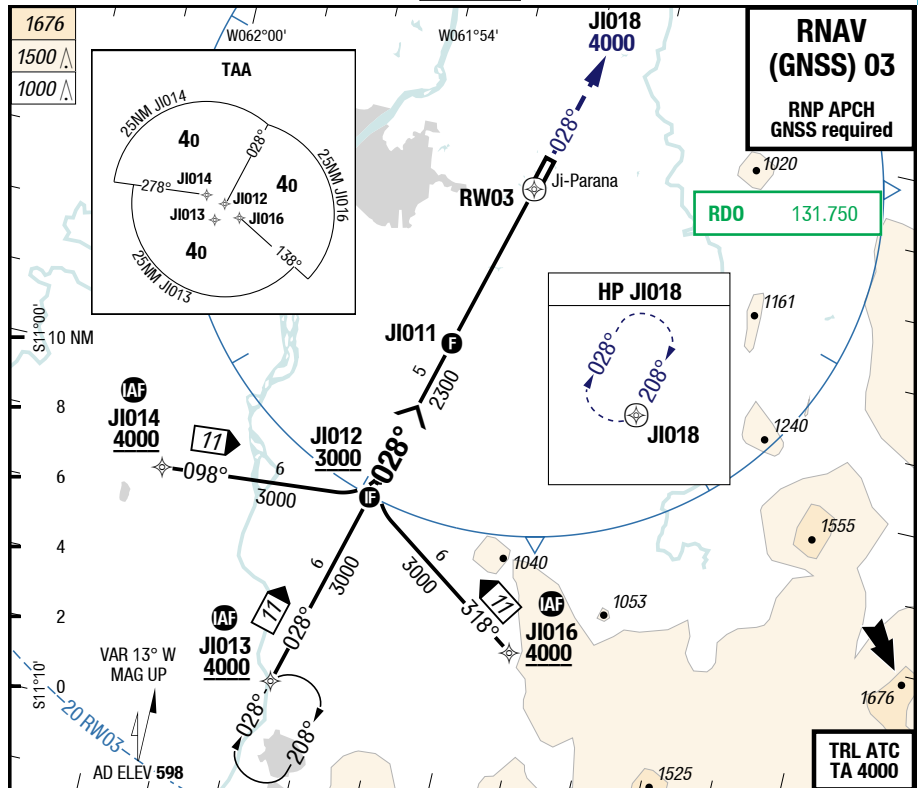 1676
1500
1000
W062°00'
W061°54'
JI018
4000
RNAV
(GNSS) 03
RNP APCH
GNSS required
TAA
25NM JI014
40
028°
25NM JI016
278°
JI014
40
JI012
JI013
JI016
138°
40
25NM JI013
028°
1020
RW03
Ji-Parana
RDO 131.750
HP JI018
028°
208°
JI018
1161
S11°00'
10 NM
JI011
F
5
2300
8
IAF
JI014
4000
11
JI012
3000
028°
1240
6
098°
6
3000
IF
1555
4
6
3000
6
3000
1040
11
IAF
JI016
4000
1053
2
IAF
JI013
4000
11
028°
318°
VAR 13° W
MAG UP
S11°10'
0
1676
20 RW03
028°
208°
AD ELEV 598
1525
TRL ATC
TA 4000